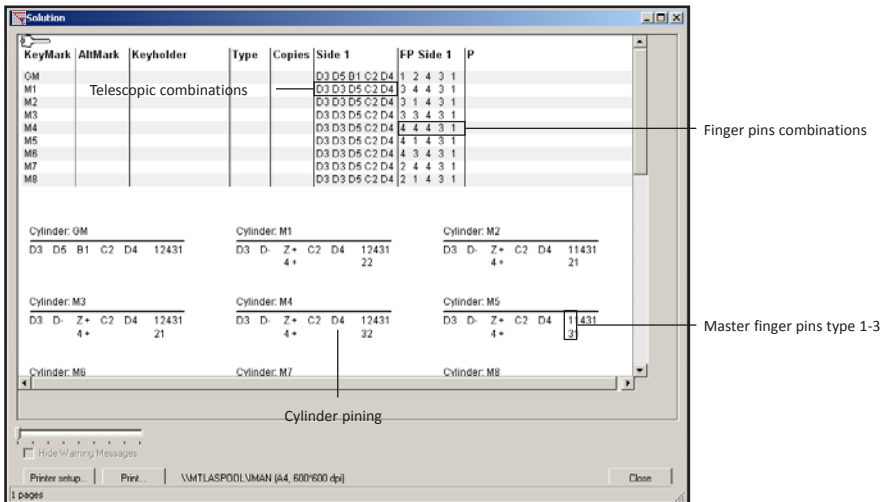 Solution
KeyMark AltMark Keyholder Type Copies Side 1 FP Side 1 P
GM D3 D5 B1 C2 D4 1 2 4 3 1
M1 D3 D3 D5 C2 D4 3 4 4 3 1
M2 D3 D3 D5 C2 D4 3 1 4 3 1
M3 D3 D3 D5 C2 D4 3 3 4 3 1
M4 D3 D3 D5 C2 D4 4 4 4 3 1
M5 D3 D3 D5 C2 D4 4 1 4 3 1
M6 D3 D3 D5 C2 D4 4 3 4 3 1
M7 D3 D3 D5 C2 D4 2 4 4 3 1
M8 D3 D3 D5 C2 D4 2 1 4 3 1
Telescopic combinations
Finger pins combinations
Cylinder: GM Cylinder: M1 Cylinder: M2
D3 D5 B1 C2 D4 12431 D3 D- Z+ C2 D4 12431 D3 D- Z+ C2 D4 11431
4+ 22 4+ 21
Cylinder: M3 Cylinder: M4 Cylinder: M5
D3 D- Z+ C2 D4 12431 D3 D- Z+ C2 D4 12431 D3 D- Z+ C2 D4 11431
4+ 21 4+ 32 4+ 31
Master finger pins type 1-3
Cylinder: M6 Cylinder: M7 Cylinder: M8
Cylinder pining
Hide Warning Messages
Printer setup... Print... \\MTLASPOOL\IMAN (A4, 600*600 dpi) Close
1 pages